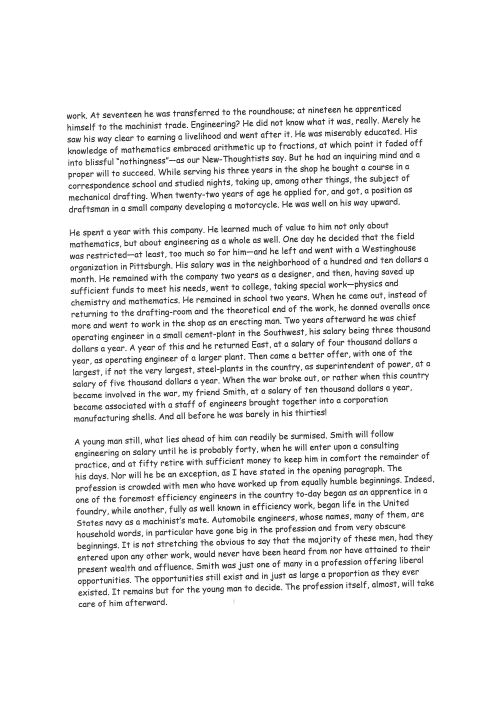 work. At seventeen he was transferred to the roundhouse; at nineteen he apprenticed
himself to the machinist trade. Engineering? He did not know what it was, really. Merely he
saw his way clear to earning a livelihood and went after it. He was miserably educated. His
knowledge of mathematics embraced arithmetic up to fractions, at which point it faded off
into blissful "nothingness"—as our New-Thoughtists say. But he had an inquiring mind and a
proper will to succeed. While serving his three years in the shop he bought a course in a
correspondence school and studied nights, taking up, among other things, the subject of
mechanical drafting. When twenty-two years of age he applied for, and got, a position as
draftsman in a small company developing a motorcycle. He was well on his way upward.

He spent a year with this company. He learned much of value to him not only about
mathematics, but about engineering as a whole as well. One day he decided that the field
was restricted—at least, too much so for him—and he left and went with a Westinghouse
organization in Pittsburgh. His salary was in the neighborhood of a hundred and ten dollars a
month. He remained with the company two years as a designer, and then, having saved up
sufficient funds to meet his needs, went to college, taking special work—physics and
chemistry and mathematics. He remained in school two years. When he came out, instead of
returning to the drafting-room and the theoretical end of the work, he donned overalls once
more and went to work in the shop as an erecting man. Two years afterward he was chief
operating engineer in a small cement-plant in the Southwest, his salary being three thousand
dollars a year. A year of this and he returned East, at a salary of four thousand dollars a
year, as operating engineer of a larger plant. Then came a better offer, with one of the
largest, if not the very largest, steel-plants in the country, as superintendent of power, at a
salary of five thousand dollars a year. When the war broke out, or rather when this country
became involved in the war, my friend Smith, at a salary of ten thousand dollars a year,
became associated with a staff of engineers brought together into a corporation
manufacturing shells. And all before he was barely in his thirties!

A young man still, what lies ahead of him can readily be surmised. Smith will follow
engineering on salary until he is probably forty, when he will enter upon a consulting
practice, and at fifty retire with sufficient money to keep him in comfort the remainder of
his days. Nor will he be an exception, as I have stated in the opening paragraph. The
profession is crowded with men who have worked up from equally humble beginnings. Indeed,
one of the foremost efficiency engineers in the country to-day began as an apprentice in a
foundry, while another, fully as well known in efficiency work, began life in the United
States navy as a machinist's mate. Automobile engineers, whose names, many of them, are
household words, in particular have gone big in the profession and from very obscure
beginnings. It is not stretching the obvious to say that the majority of these men, had they
entered upon any other work, would never have been heard from nor have attained to their
present wealth and affluence. Smith was just one of many in a profession offering liberal
opportunities. The opportunities still exist and in just as large a proportion as they ever
existed. It remains but for the young man to decide. The profession itself, almost, will take
care of him afterward.